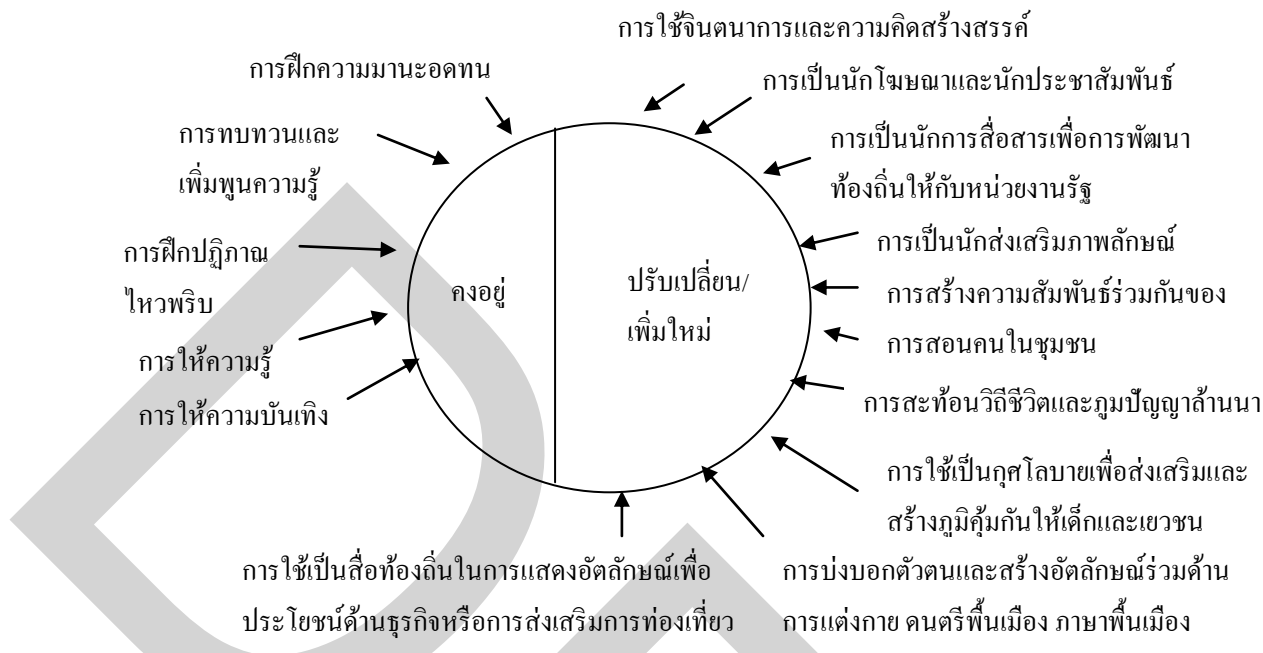 การใช้จินตนาการและความคิดสร้างสรรค์
การฝึกความมานะอดทน
การเป็นนักโฆษณาและนักประชาสัมพันธ์
การทบทวนและ
เพิ่มพูนความรู้
การเป็นนักการสื่อสารเพื่อการพัฒนา
ท้องถิ่นให้กับหน่วยงานรัฐ
การฝึกปฏิภาณ
ไหวพริบ
การเป็นนักส่งเสริมภาพลักษณ์
คงอยู่
ปรับเปลี่ยน/
เพิ่มใหม่
การสร้างความสัมพันธ์ร่วมกันของ
การสอนคนในชุมชน
การให้ความรู้
การให้ความบันเทิง
การสะท้อนวิถีชีวิตและภูมปัญญาล้านนา
การใช้เป็นกุศโลบายเพื่อส่งเสริมและ
สร้างภูมิคุ้มกันให้เด็กและเยวชน
การใช้เป็นสื่อท้องถิ่นในการแสดงอัตลักษณ์เพื่อ
ประโยชน์ด้านธุรกิจหรือการส่งเสริมการท่องเที่ยว
การบ่งบอกตัวตนและสร้างอัตลักษณ์ร่วมด้าน
การแต่งกาย ดนตรีพื้นเมือง ภาษาพื้นเมือง